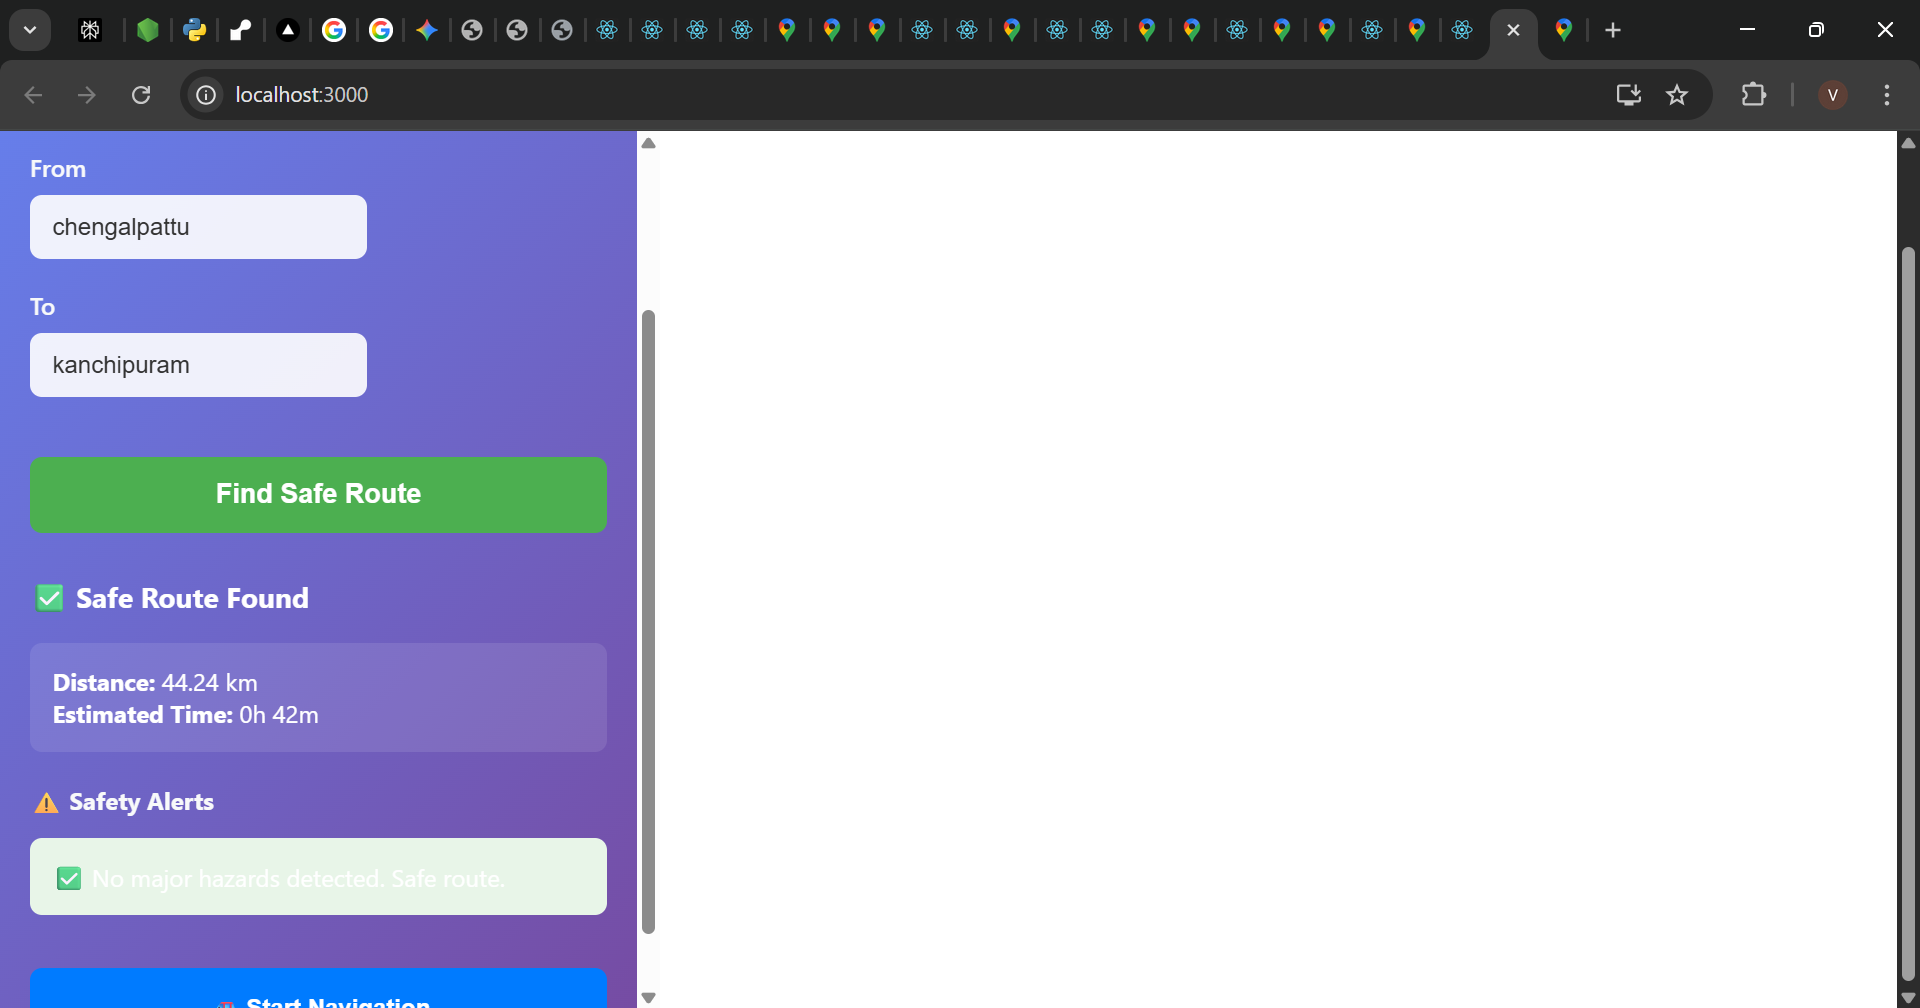 localhost:3000
V
From
chengalpattu
To
kanchipuram
Find Safe Route
Safe Route Found
Distance: 44.24 km
Estimated Time: 0h 42m
Safety Alerts
No major hazards detected. Safe route.
Start Navigation